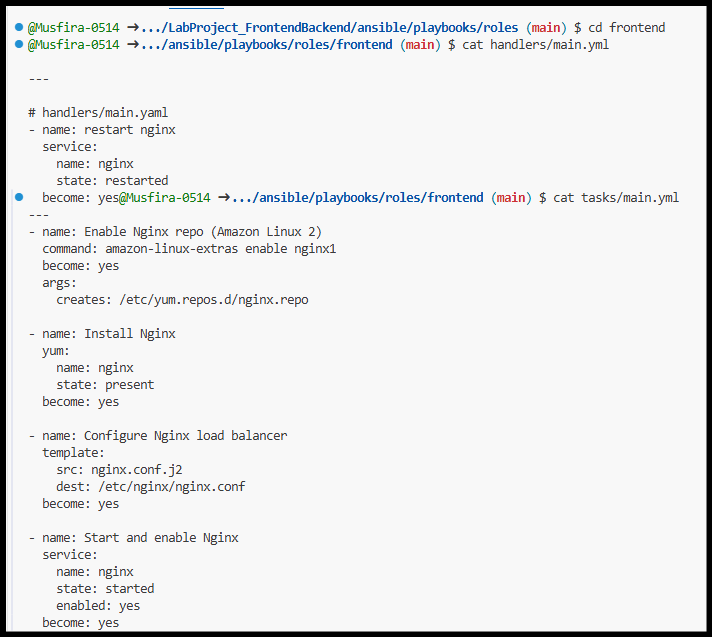 @Musfira-0514 ➜.../LabProject_FrontendBackend/ansible/playbooks/roles (main) $ cd frontend
@Musfira-0514 ➜.../ansible/playbooks/roles/frontend (main) $ cat handlers/main.yml

---

# handlers/main.yaml
- name: restart nginx
  service:
    name: nginx
    state: restarted
  become: yes@Musfira-0514 ➜.../ansible/playbooks/roles/frontend (main) $ cat tasks/main.yml
---
- name: Enable Nginx repo (Amazon Linux 2)
  command: amazon-linux-extras enable nginx1
  become: yes
  args:
    creates: /etc/yum.repos.d/nginx.repo

- name: Install Nginx
  yum:
    name: nginx
    state: present
  become: yes

- name: Configure Nginx load balancer
  template:
    src: nginx.conf.j2
    dest: /etc/nginx/nginx.conf
  become: yes

- name: Start and enable Nginx
  service:
    name: nginx
    state: started
    enabled: yes
  become: yes